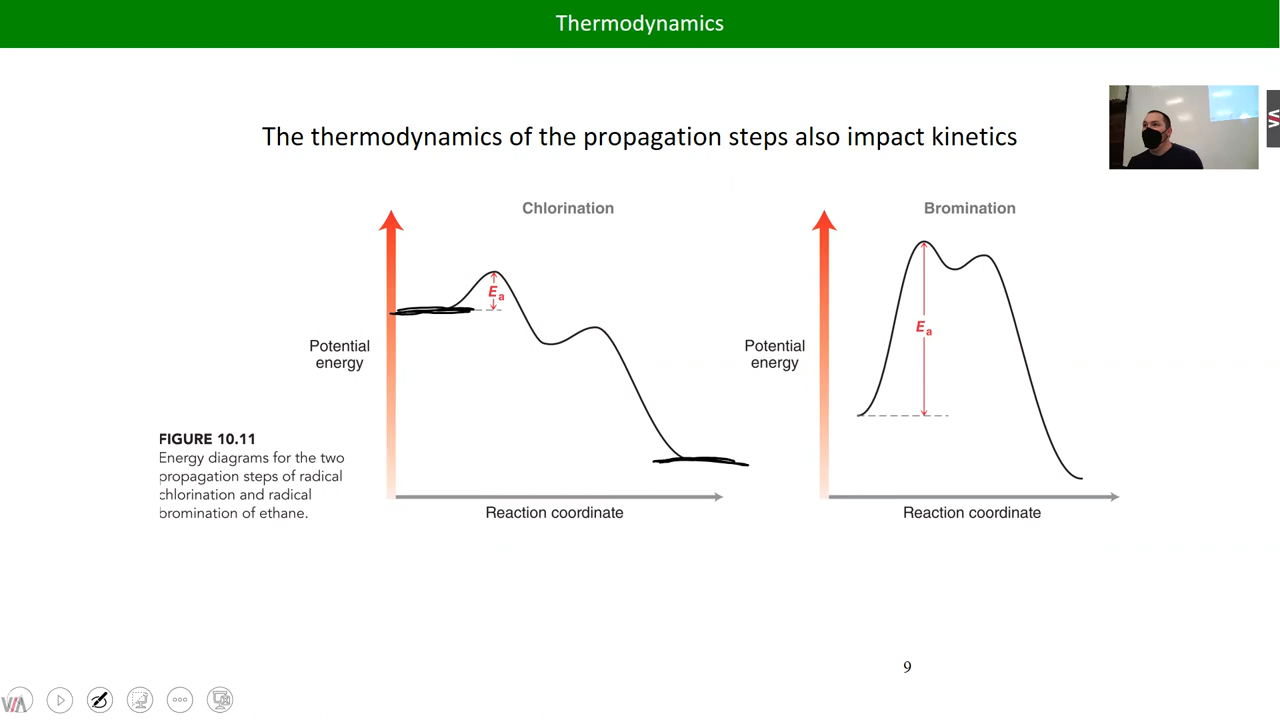 Thermodynamics
The thermodynamics of the propagation steps also impact kinetics
Chlorination
Eₐ
Potential
energy
Reaction coordinate
Bromination
Eₐ
Potential
energy
Reaction coordinate
FIGURE 10.11
Energy diagrams for the two
propagation steps of radical
chlorination and radical
bromination of ethane.
9
VIA